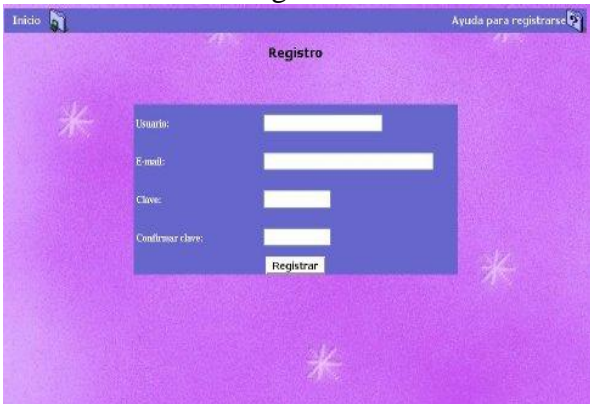 Inicio Ayuda para registrarse
Registro
Usuario:
E-mail:
Clave:
Confirmar clave:
Registrar